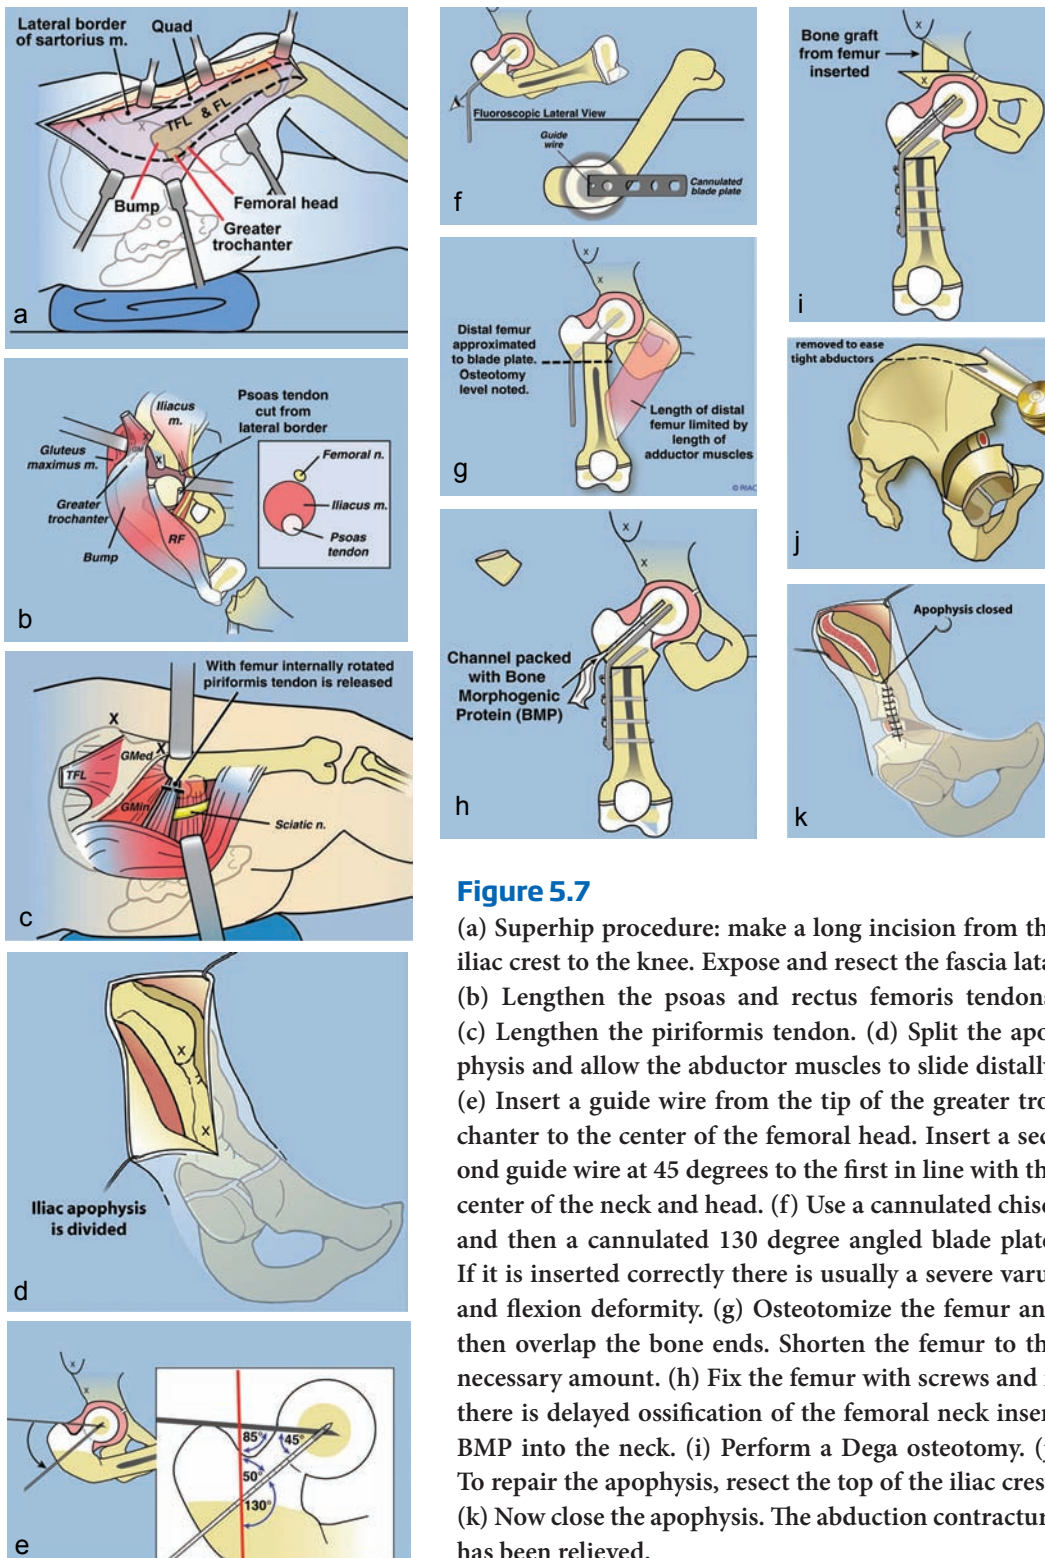 Lateral border
of sartorius m.
Quad
x
x
TFL & FL
Bump
Femoral head
Greater
trochanter
a
Psoas tendon
cut from
lateral border
Iliacus
m.
x
x
Gluteus
maximus m.
Greater
trochanter
Bump
RF
Femoral n.
Iliacus m.
Psoas
tendon
b
With femur internally rotated
piriformis tendon is released
X
X
TFL
GMed
GMin
Sciatic n.
c
x
x
Iliac apophysis
is divided
d
x
x
85°
45°
50°
130°
e
Fluoroscopic Lateral View
Guide
wire
Cannulated
blade plate
f
x
x
Distal femur
approximated
to blade plate.
Osteotomy
level noted.
Length of distal
femur limited by
length of
adductor muscles
© RIAC
g
x
x
Channel packed
with Bone
Morphogenic
Protein (BMP)
h
x
Bone graft
from femur
inserted
x
i
removed to ease
tight abductors
j
Apophysis closed
k
Figure 5.7
(a) Superhip procedure: make a long incision from th
iliac crest to the knee. Expose and resect the fascia lata
(b) Lengthen the psoas and rectus femoris tendons
(c) Lengthen the piriformis tendon. (d) Split the apo
physis and allow the abductor muscles to slide distally
(e) Insert a guide wire from the tip of the greater tro
chanter to the center of the femoral head. Insert a sec
ond guide wire at 45 degrees to the first in line with th
center of the neck and head. (f) Use a cannulated chise
and then a cannulated 130 degree angled blade plate
If it is inserted correctly there is usually a severe varu
and flexion deformity. (g) Osteotomize the femur an
then overlap the bone ends. Shorten the femur to th
necessary amount. (h) Fix the femur with screws and i
there is delayed ossification of the femoral neck inser
BMP into the neck. (i) Perform a Dega osteotomy. (j
To repair the apophysis, resect the top of the iliac crest
(k) Now close the apophysis. The abduction contractur
has been relieved.